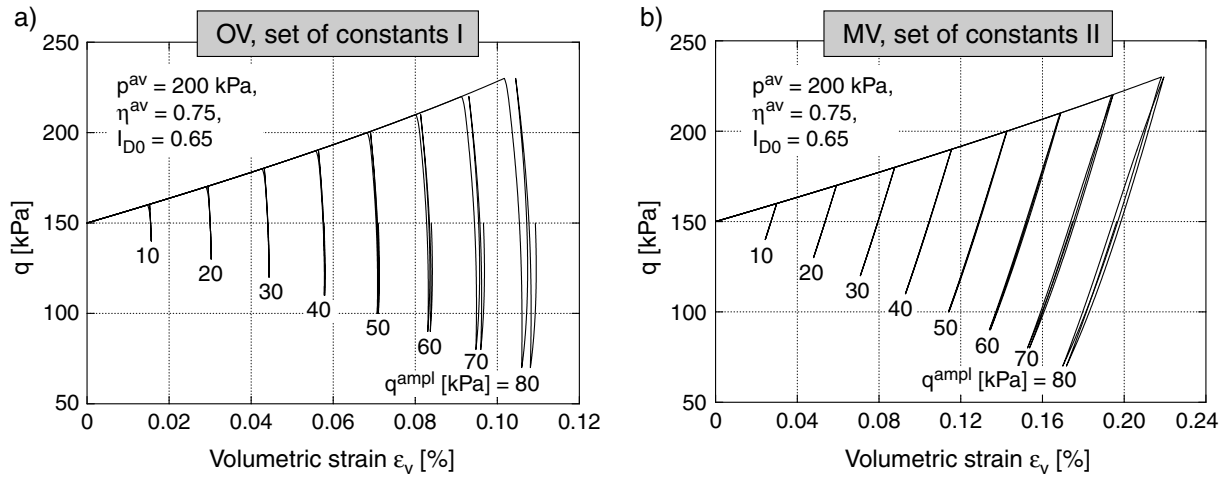 a)
OV, set of constants I
250
200
150
100
50
q [kPa]
p^av = 200 kPa,
η^av = 0.75,
I_D0 = 0.65
10
20
30
40
50
60
70
q^ampl [kPa] = 80
0
0.02
0.04
0.06
0.08
0.10
0.12
Volumetric strain ε_v [%]
b)
MV, set of constants II
250
200
150
100
50
q [kPa]
p^av = 200 kPa,
η^av = 0.75,
I_D0 = 0.65
10
20
30
40
50
60
70
q^ampl [kPa] = 80
0
0.04
0.08
0.12
0.16
0.20
0.24
Volumetric strain ε_v [%]